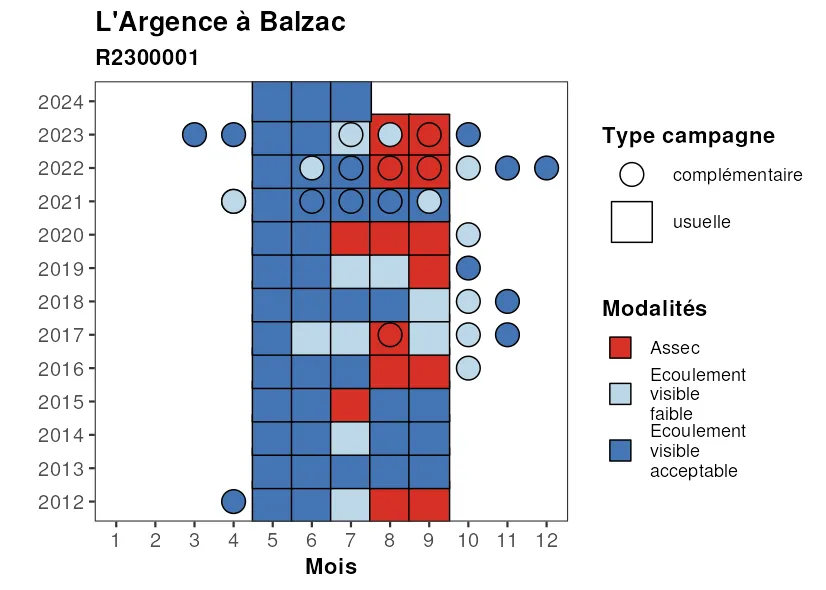 L'Argence à Balzac
R2300001
2024
2023
2022
2021
2020
2019
2018
2017
2016
2015
2014
2013
2012
1 2 3 4 5 6 7 8 9 10 11 12
Mois
Type campagne
complémentaire
usuelle
Modalités
Assec
Ecoulement
visible
faible
Ecoulement
visible
acceptable